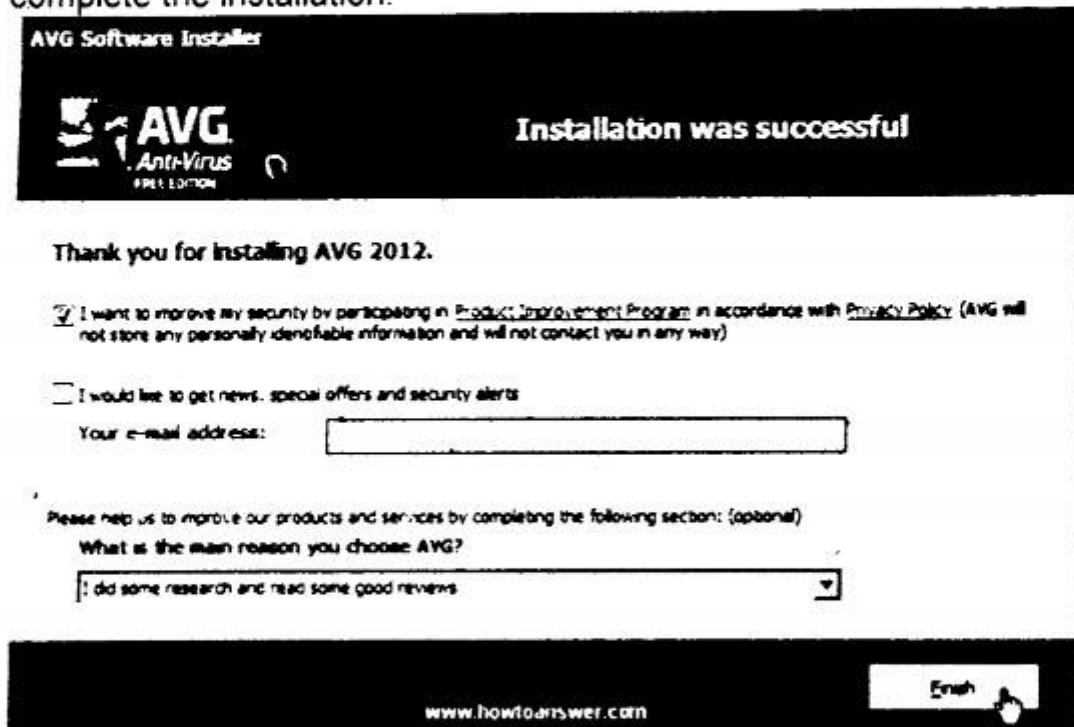 complete the installation.
AVG Software Installer
AVG
Anti-Virus
FREE EDITION
Installation was successful
Thank you for installing AVG 2012.
I want to improve my security by participating in Product Improvement Program in accordance with Privacy Policy (AVG will
not store any personally identifiable information and will not contact you in any way)
I would like to get news, special offers and security alerts
Your e-mail address:
Please help us to improve our products and services by completing the following section: (optional)
What is the main reason you choose AVG?
I did some research and read some good reviews
Finish
www.howtoanswer.com